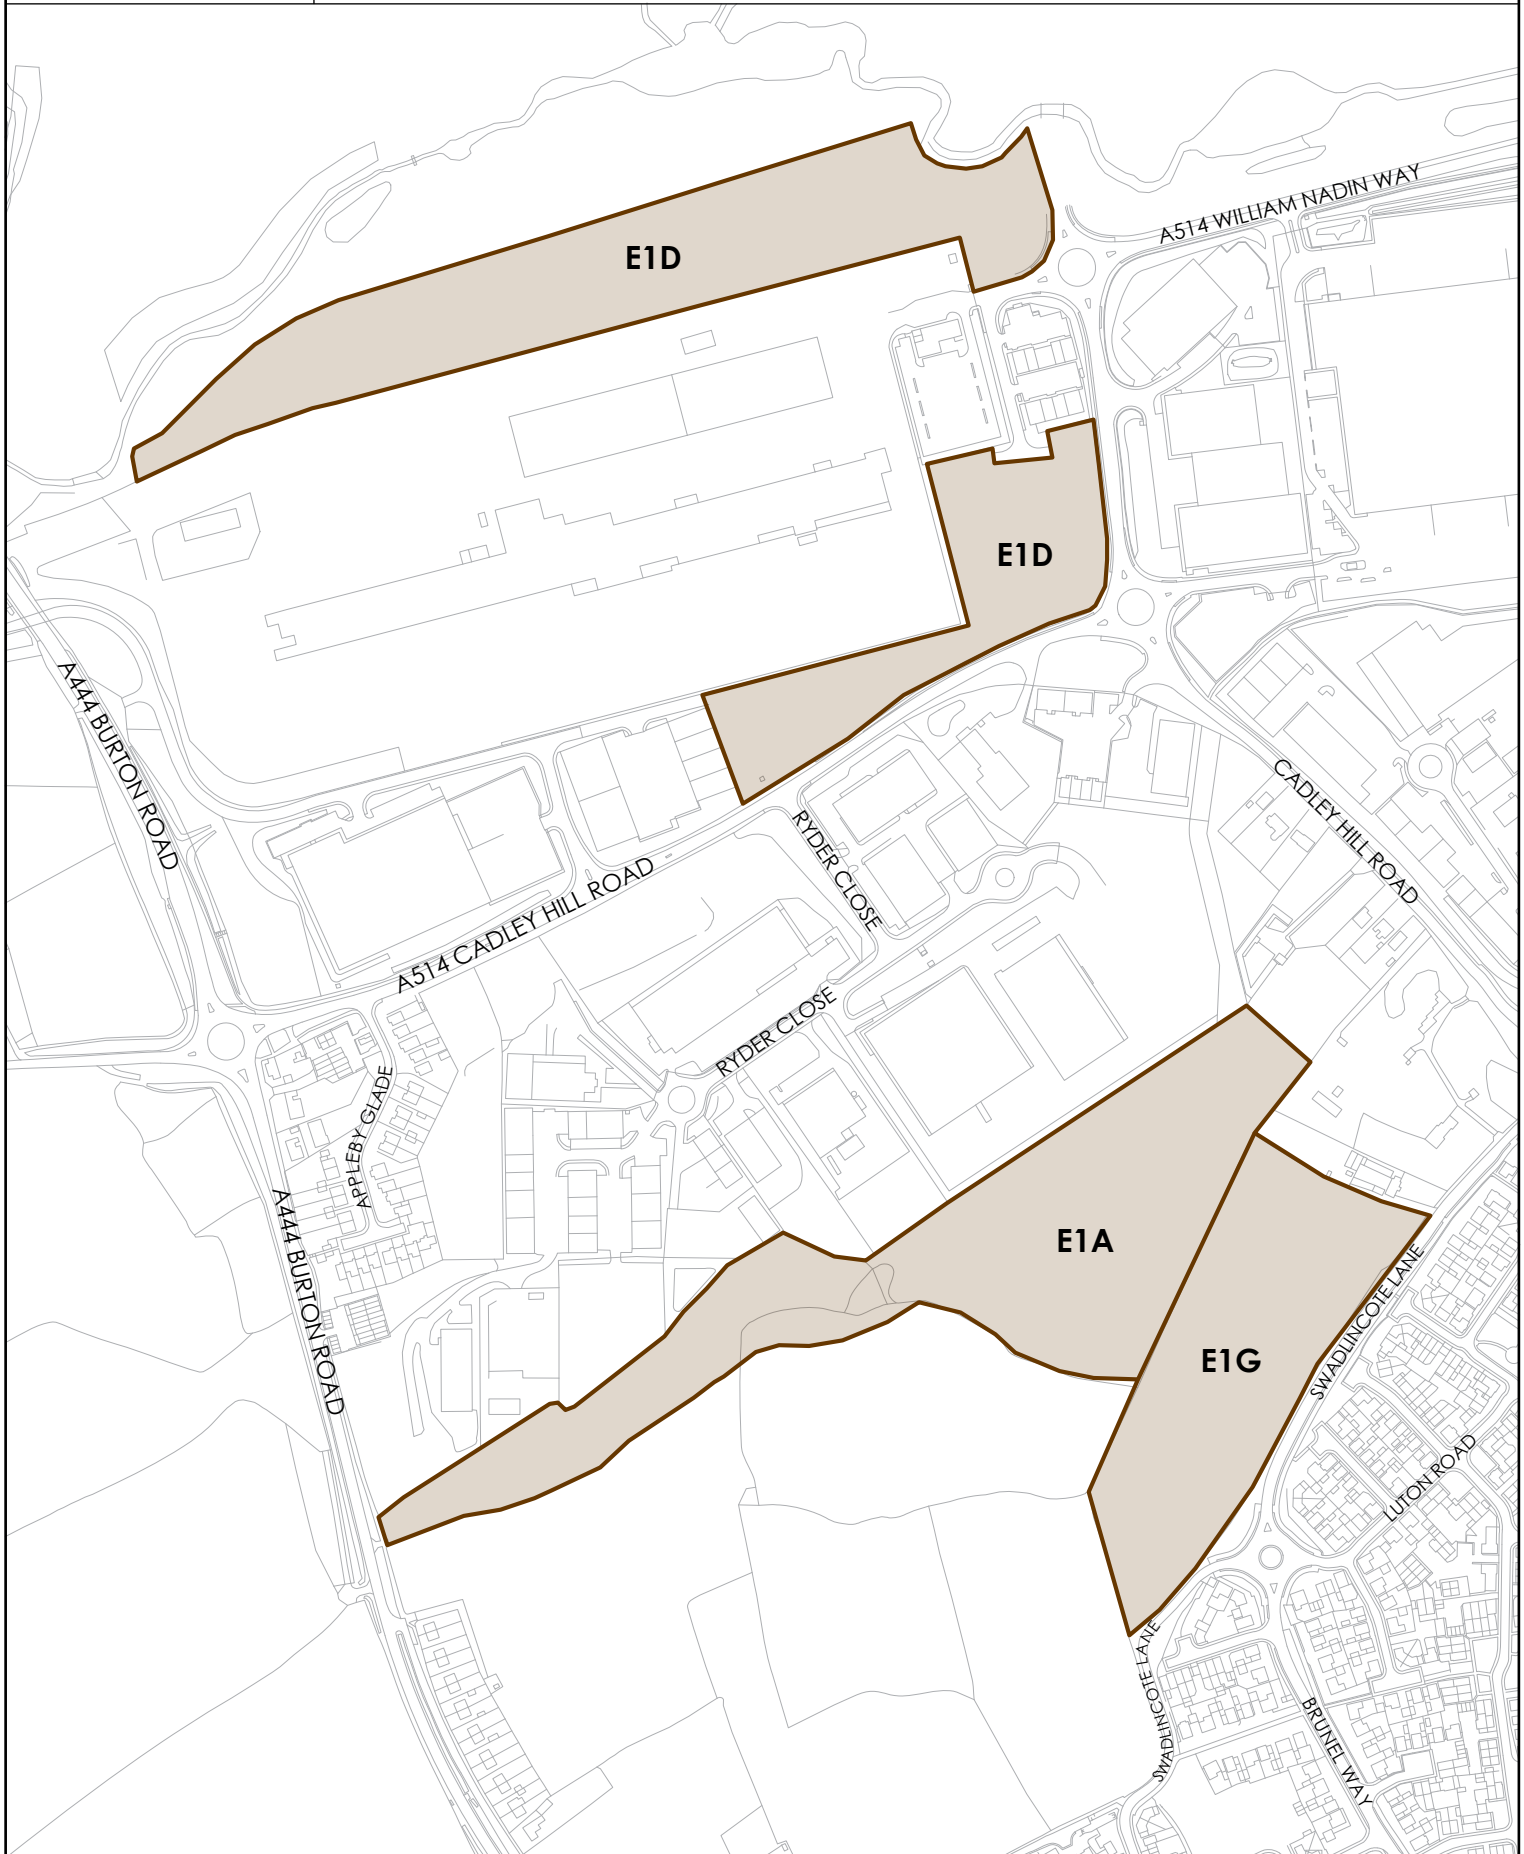 A514 WILLIAM NADIN WAY
E1D
E1D
A444 BURTON ROAD
CADLEY HILL ROAD
RYDER CLOSE
A514 CADLEY HILL ROAD
RYDER CLOSE
APPLEBY GLADE
A444 BURTON ROAD
E1A
SWADLINCOTE LANE
E1G
LUTON ROAD
SWADLINCOTE LANE
BRUNEL WAY